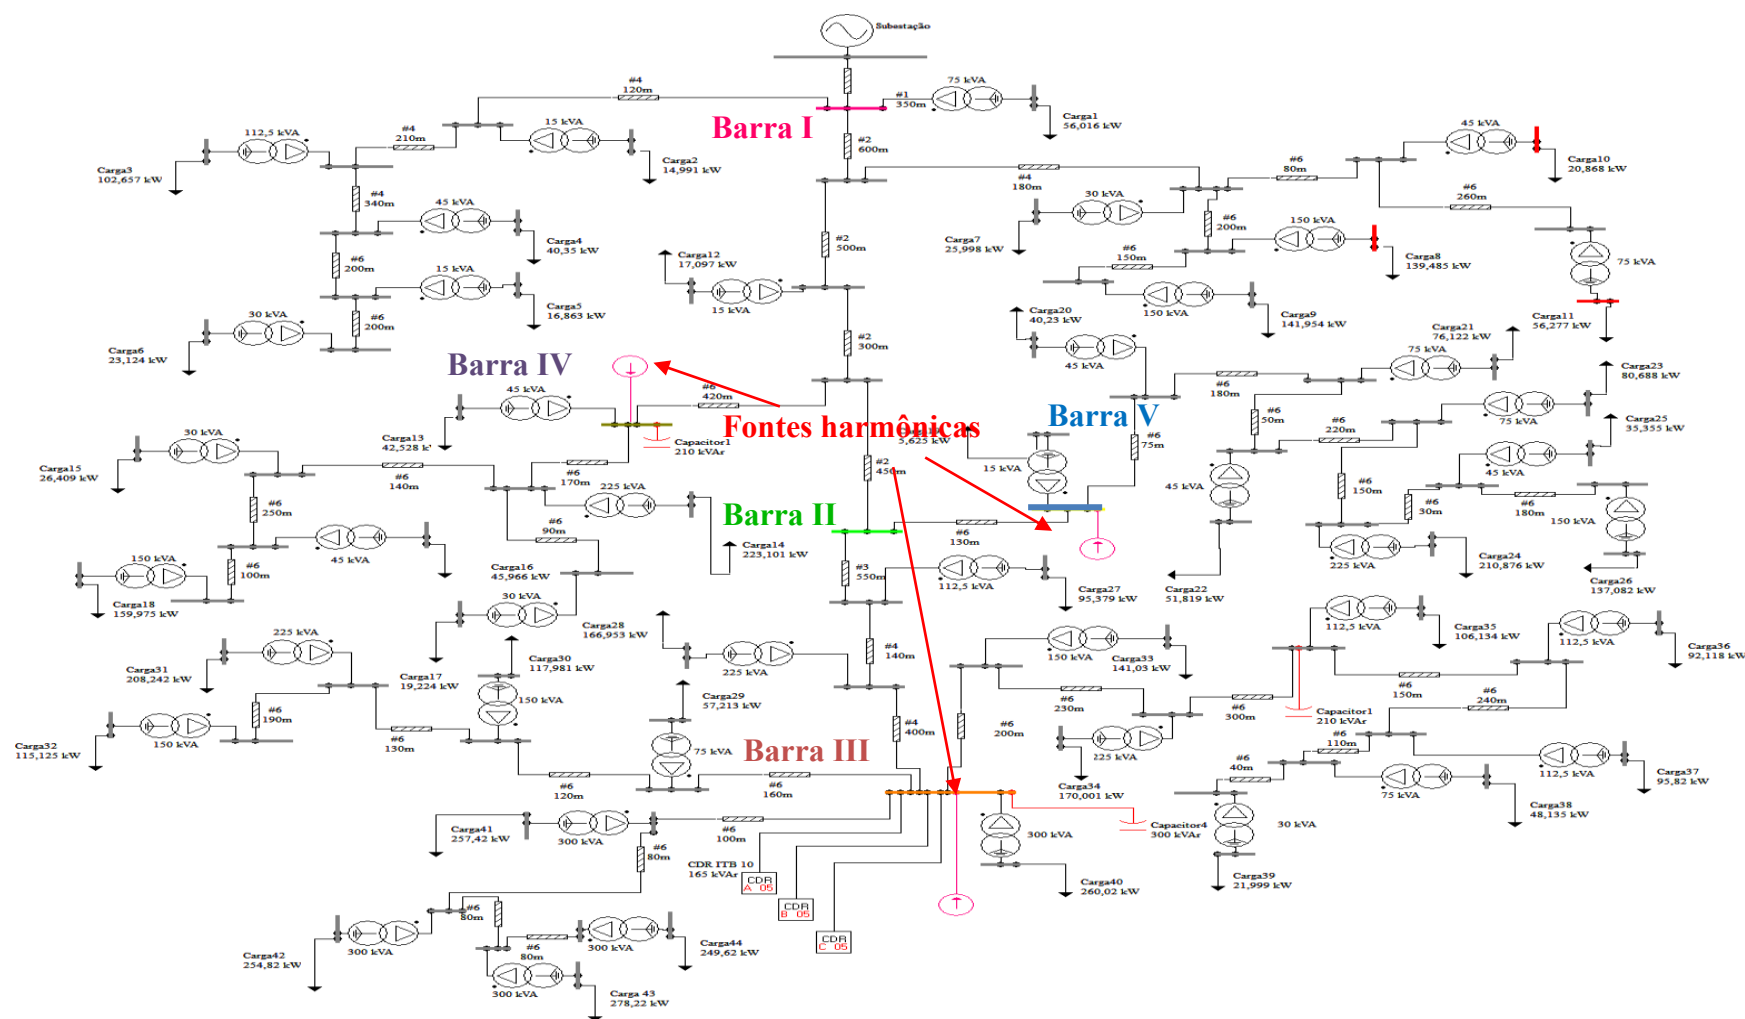 Subestação
#4
120m
75 kVA
#1
350m
Carga1
56,016 kW
Barra I
112,5 kVA
#4
210m
15 kVA
Carga2
14,991 kW
Carga3
102,657 kW
#2
600m
45 kVA
Carga10
20,868 kW
#6
80m
#4
180m
#6
260m
#4
340m
45 kVA
Carga4
40,35 kW
30 kVA
Carga7
25,998 kW
#6
200m
150 kVA
Carga8
139,485 kW
75 kVA
Carga11
56,277 kW
#2
500m
Carga12
17,097 kW
15 kVA
#6
150m
150 kVA
Carga9
141,954 kW
#6
200m
15 kVA
Carga5
16,863 kW
#6
200m
30 kVA
Carga6
23,124 kW
#2
300m
Carga20
40,23 kW
45 kVA
Carga21
76,122 kW
75 kVA
Carga23
80,688 kW
Barra IV
45 kVA
#6
420m
Carga13
42,528 k'
Capacitor1
210 kVAr
Fontes harmônicas
5,625 kW
Barra V
#6
180m
#6
50m
#6
220m
75 kVA
Carga25
35,355 kW
#6
75m
15 kVA
30 kVA
Carga15
26,409 kW
#6
140m
#6
170m
225 kVA
#2
450m
45 kVA
#6
150m
45 kVA
#6
30m
#6
180m
150 kVA
#6
250m
#6
90m
Barra II
#6
130m
Carga14
223,101 kW
45 kVA
Carga16
45,966 kW
150 kVA
#6
100m
Carga18
159,975 kW
#3
550m
112,5 kVA
Carga27
95,379 kW
Carga22
51,819 kW
225 kVA
Carga24
210,876 kW
Carga26
137,082 kW
30 kVA
Carga17
19,224 kW
Carga28
166,953 kW
225 kVA
#4
140m
225 kVA
Carga31
208,242 kW
Carga30
117,981 kW
150 kVA
150 kVA
Carga33
141,03 kW
112,5 kVA
Carga35
106,134 kW
112,5 kVA
Carga36
92,118 kW
#6
190m
150 kVA
Carga32
115,125 kW
#6
130m
Carga29
57,213 kW
75 kVA
#4
400m
#6
200m
#6
230m
#6
300m
#6
150m
#6
240m
Capacitor1
210 kVAr
Barra III
#6
120m
#6
160m
225 kVA
Carga34
170,001 kW
#6
110m
#6
40m
112,5 kVA
Carga37
95,82 kW
75 kVA
Carga38
48,135 kW
Carga41
257,42 kW
300 kVA
#6
100m
#6
80m
CDR ITB 10
165 kVAr
CDR
A 05
CDR
B 05
CDR
C 05
300 kVA
Capacitor4
300 kVAr
Carga40
260,02 kW
30 kVA
Carga39
21,999 kW
#6
80m
300 kVA
Carga42
254,82 kW
#6
80m
300 kVA
Carga44
249,62 kW
300 kVA
Carga 43
278,22 kW